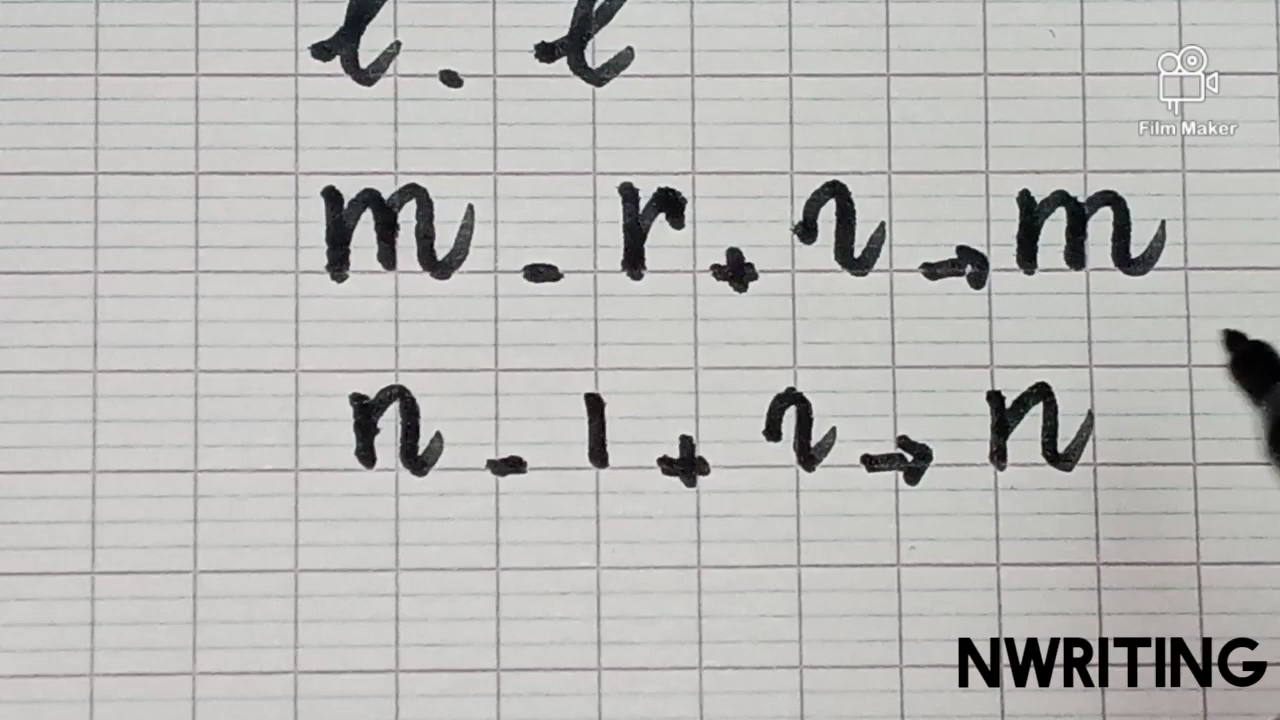 l. l
Film Maker
m - r + r → m
n - ı + r → n
NWRITING